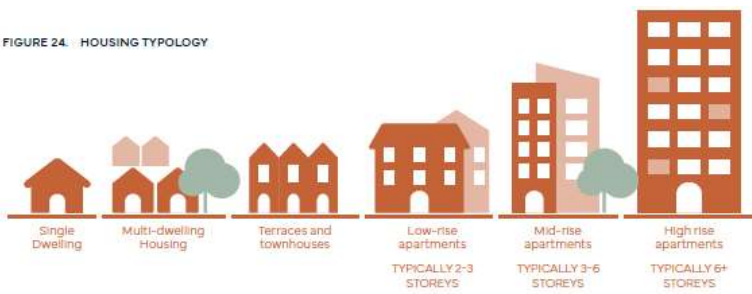 FIGURE 24. HOUSING TYPOLOGY
Single
Dwelling
Multi-dwelling
Housing
Terraces and
townhouses
Low-rise
apartments
TYPICALLY 2-3
STOREYS
Mid-rise
apartments
TYPICALLY 3-6
STOREYS
High rise
apartments
TYPICALLY 6+
STOREYS